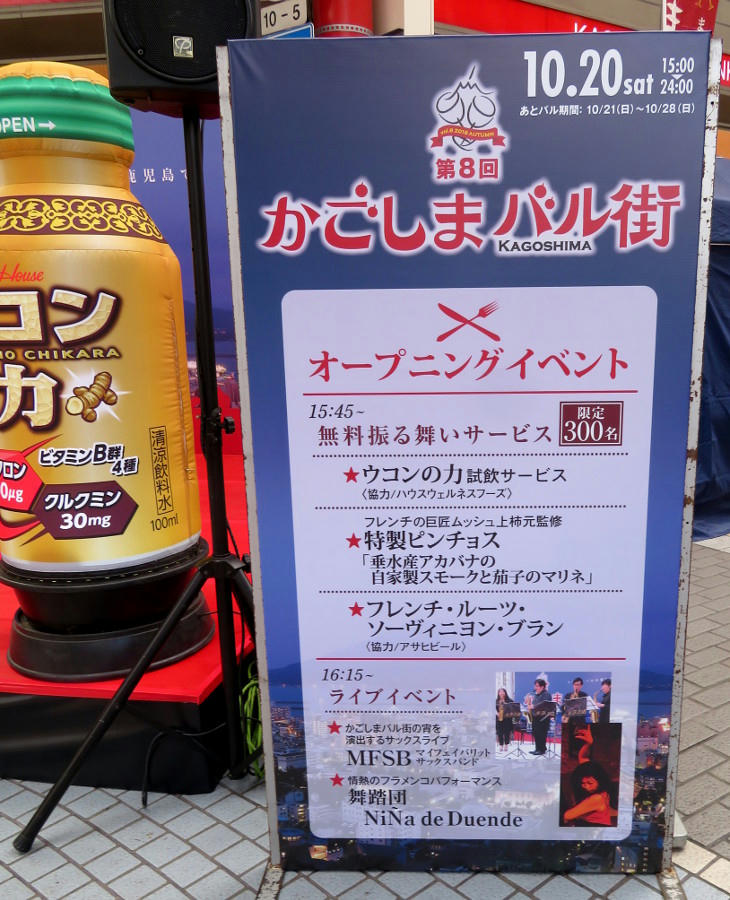 10-5
OPEN→
鹿児島で
House
コン
NO CHIKARA
力
ビタミンB群
4種
クルクミン
30mg
清涼飲料水
100ml
10.20sat 15:00~24:00
あとバル期間: 10/21(日)~10/28(日)
vol.8 2018 AUTUMN
第8回
かごしまバル街
KAGOSHIMA
オープニングイベント
15:45~
無料振る舞いサービス
限定
300名
★ウコンの力 試飲サービス
〈協力/ハウスウェルネスフーズ〉
フレンチの巨匠ムッシュ上柿元監修
★特製ピンチョス
「垂水産アカバナの
自家製スモークと茄子のマリネ」
★フレンチ・ルーツ・
ソーヴィニヨン・ブラン
〈協力/アサヒビール〉
16:15~
ライブイベント
★かごしまバル街の宵を
演出するサックスライブ
MFSB マイフェイバリット
サックスバンド
★情熱のフラメンコパフォーマンス
舞踏団
NiÑa de Duende